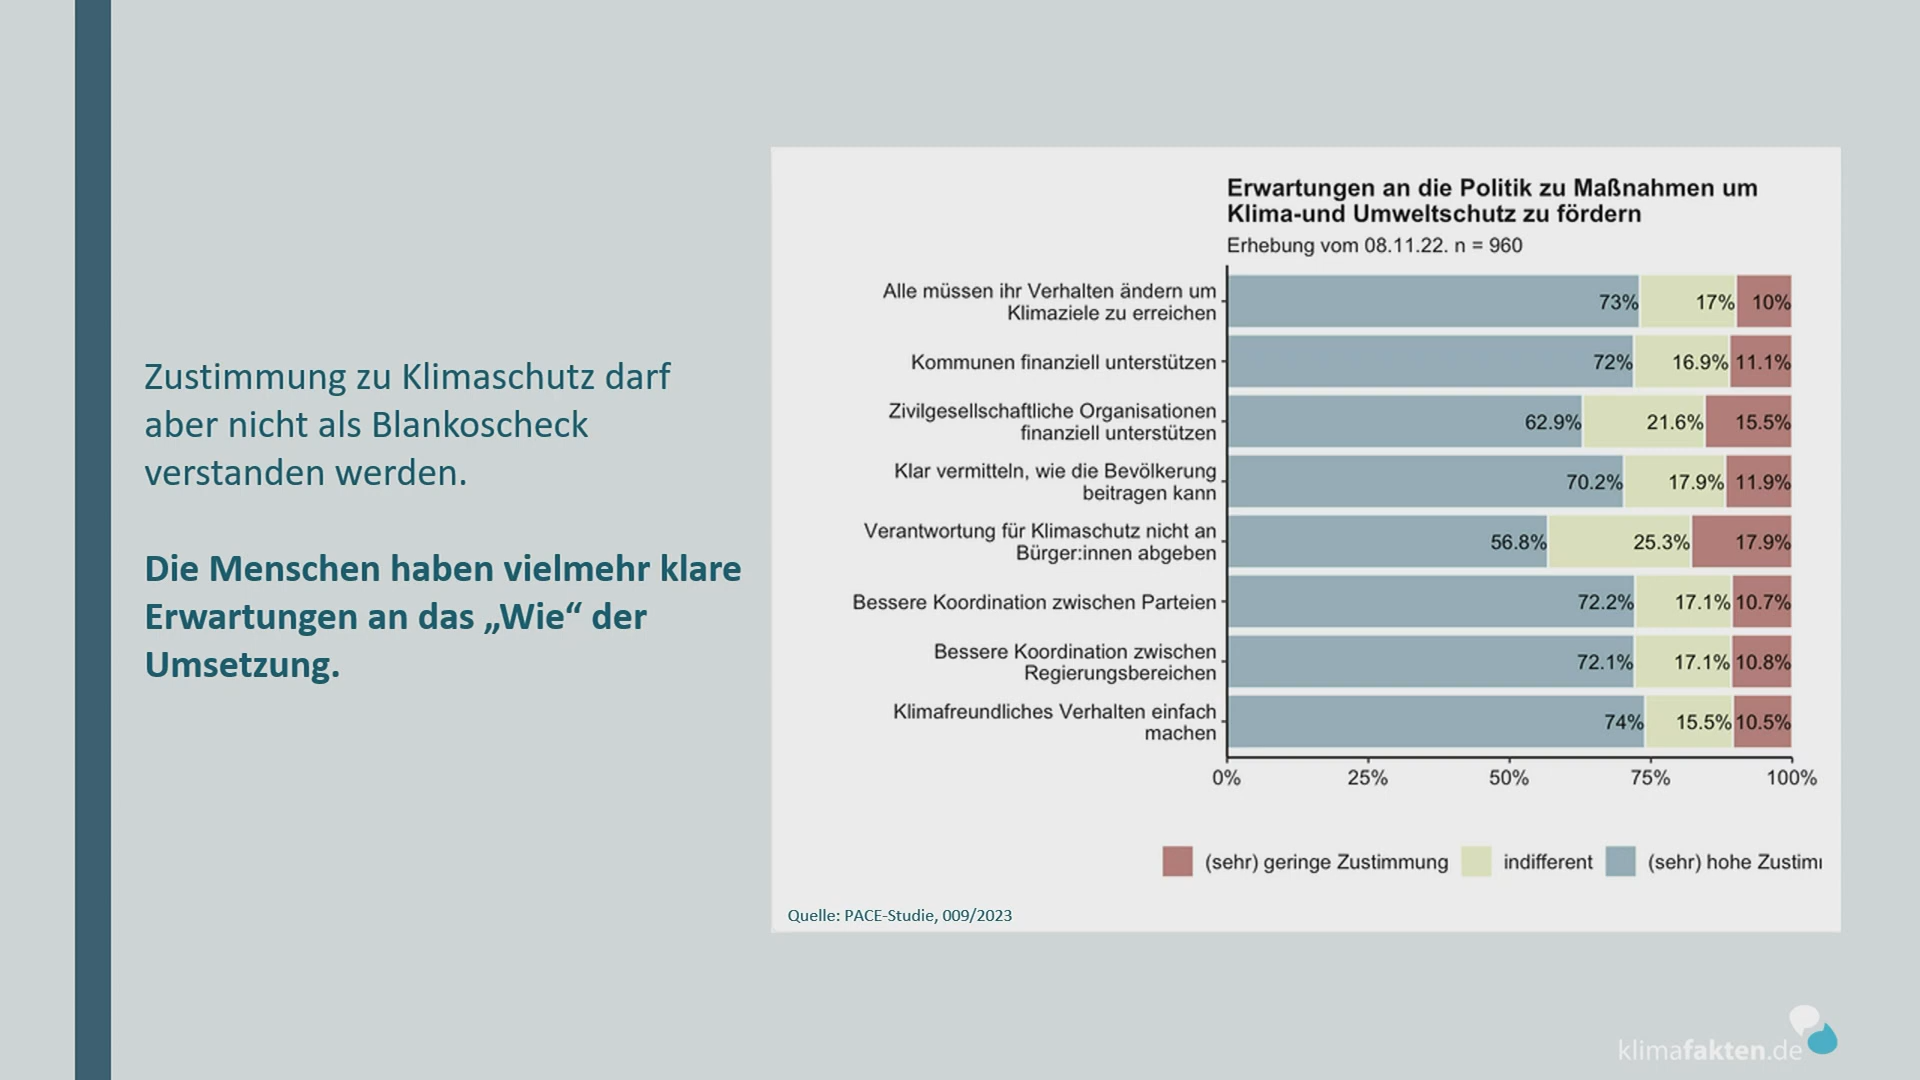 Zustimmung zu Klimaschutz darf
aber nicht als Blankoscheck
verstanden werden.
Die Menschen haben vielmehr klare
Erwartungen an das „Wie“ der
Umsetzung.
Erwartungen an die Politik zu Maßnahmen um
Klima-und Umweltschutz zu fördern
Erhebung vom 08.11.22. n = 960
Alle müssen ihr Verhalten ändern um
Klimaziele zu erreichen
73% 17% 10%
Kommunen finanziell unterstützen
72% 16.9% 11.1%
Zivilgesellschaftliche Organisationen
finanziell unterstützen
62.9% 21.6% 15.5%
Klar vermitteln, wie die Bevölkerung
beitragen kann
70.2% 17.9% 11.9%
Verantwortung für Klimaschutz nicht an
Bürger:innen abgeben
56.8% 25.3% 17.9%
Bessere Koordination zwischen Parteien
72.2% 17.1% 10.7%
Bessere Koordination zwischen
Regierungsbereichen
72.1% 17.1% 10.8%
Klimafreundliches Verhalten einfach
machen
74% 15.5% 10.5%
0% 25% 50% 75% 100%
(sehr) geringe Zustimmung indifferent (sehr) hohe
Quelle: PACE-Studie, 009/2023
klimafakten.de